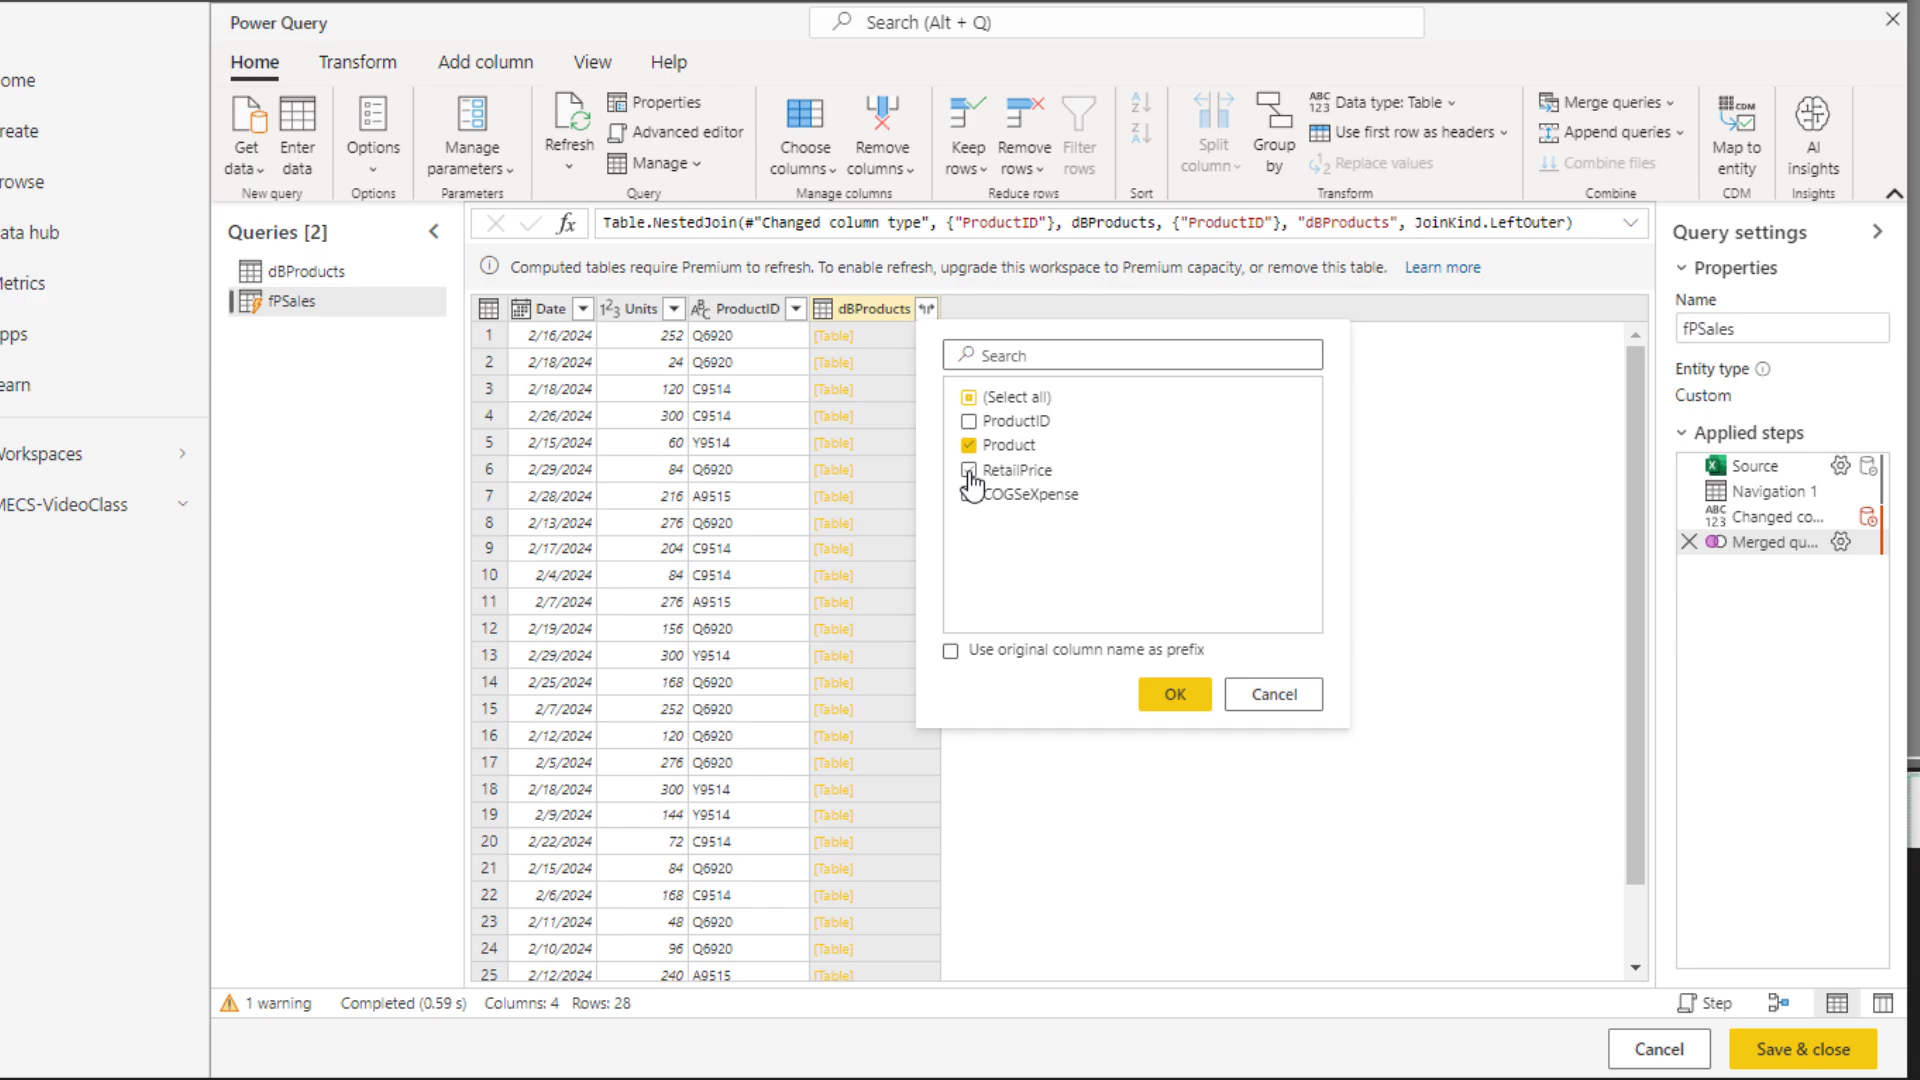 Power Query
Search (Alt + Q)
Home Transform Add column View Help
Get data
Enter data
New query
Options
Options
Manage parameters
Parameters
Refresh
Properties
Advanced editor
Manage
Query
Choose columns
Remove columns
Manage columns
Keep rows
Remove rows
Filter rows
Reduce rows
Sort
Split column
Group by
Data type: Table
Use first row as headers
Replace values
Transform
Merge queries
Append queries
Combine files
Combine
Map to entity
CDM
AI insights
Insights
ome
reate
rowse
ata hub
Metrics
pps
earn
Workspaces
MECS-VideoClass
Queries [2]
dBProducts
fPSales
fx Table.NestedJoin(#"Changed column type", {"ProductID"}, dBProducts, {"ProductID"}, "dBProducts", JoinKind.LeftOuter)
Computed tables require Premium to refresh. To enable refresh, upgrade this workspace to Premium capacity, or remove this table. Learn more
Date 123 Units ABC ProductID dBProducts
1 2/16/2024 252 Q6920 [Table]
2 2/18/2024 24 Q6920 [Table]
3 2/18/2024 120 C9514 [Table]
4 2/26/2024 300 C9514 [Table]
5 2/15/2024 60 Y9514 [Table]
6 2/29/2024 84 Q6920 [Table]
7 2/28/2024 216 A9515 [Table]
8 2/13/2024 276 Q6920 [Table]
9 2/17/2024 204 C9514 [Table]
10 2/4/2024 84 C9514 [Table]
11 2/7/2024 276 A9515 [Table]
12 2/19/2024 156 Q6920 [Table]
13 2/29/2024 300 Y9514 [Table]
14 2/25/2024 168 Q6920 [Table]
15 2/7/2024 252 Q6920 [Table]
16 2/12/2024 120 Q6920 [Table]
17 2/5/2024 276 Q6920 [Table]
18 2/18/2024 300 Y9514 [Table]
19 2/9/2024 144 Y9514 [Table]
20 2/22/2024 72 C9514 [Table]
21 2/15/2024 84 Q6920 [Table]
22 2/6/2024 168 C9514 [Table]
23 2/11/2024 48 Q6920 [Table]
24 2/10/2024 96 Q6920 [Table]
25 2/12/2024 240 A9515 [Table]
Search
(Select all)
ProductID
Product
RetailPrice
COGSeXpense
Use original column name as prefix
OK Cancel
Query settings
Properties
Name
fPSales
Entity type
Custom
Applied steps
Source
Navigation 1
ABC 123 Changed co...
Merged qu...
1 warning Completed (0.59 s) Columns: 4 Rows: 28
Step
Cancel Save & close